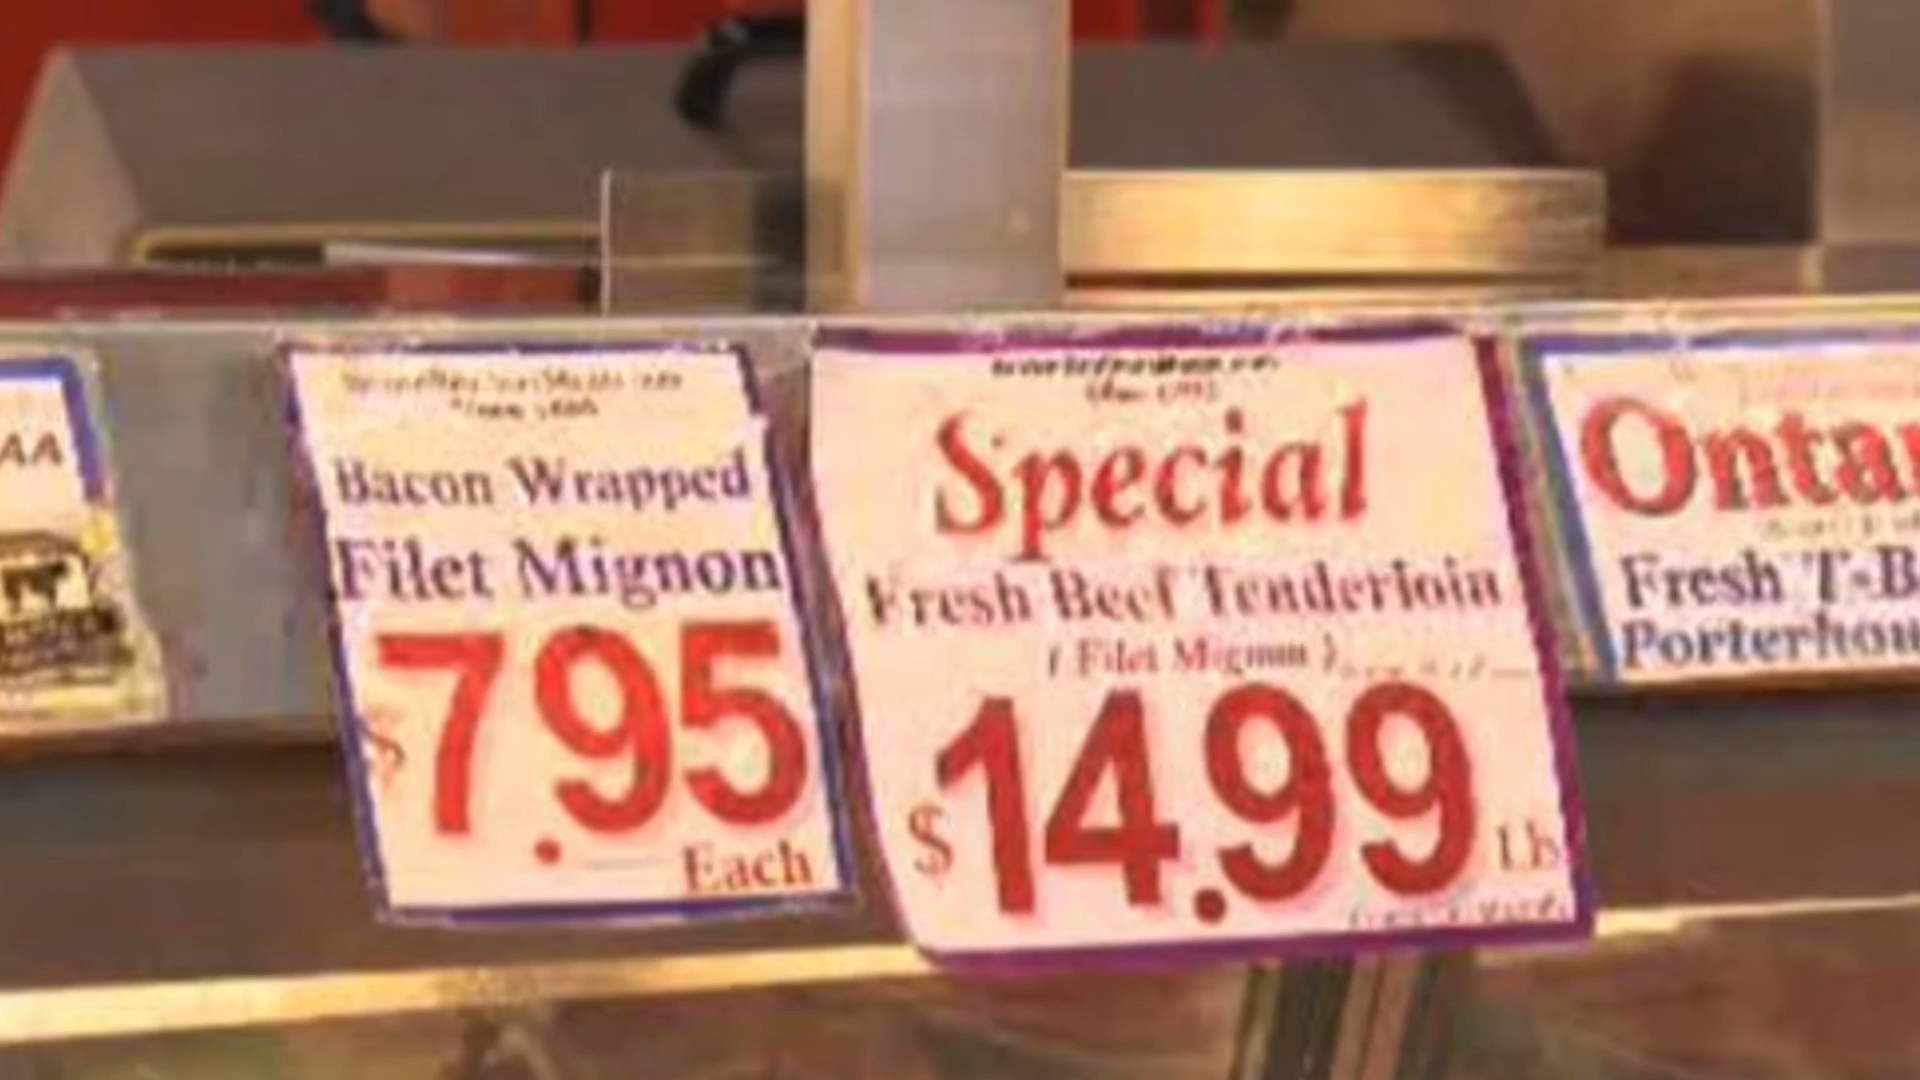 AA
Bacon Wrapped
Filet Mignon
$7.95
Each
Special
Fresh Beef Tenderloin
( Filet Mignon )
$14.99 Lb
Ontar
Fresh T-B
Porterhou